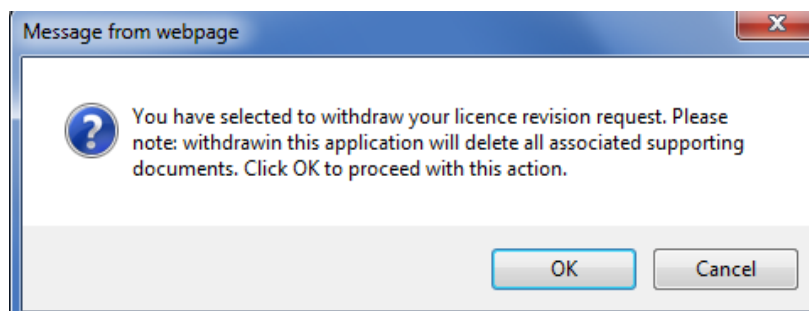 Message from webpage
You have selected to withdraw your licence revision request. Please
note: withdrawin this application will delete all associated supporting
documents. Click OK to proceed with this action.
OK
Cancel